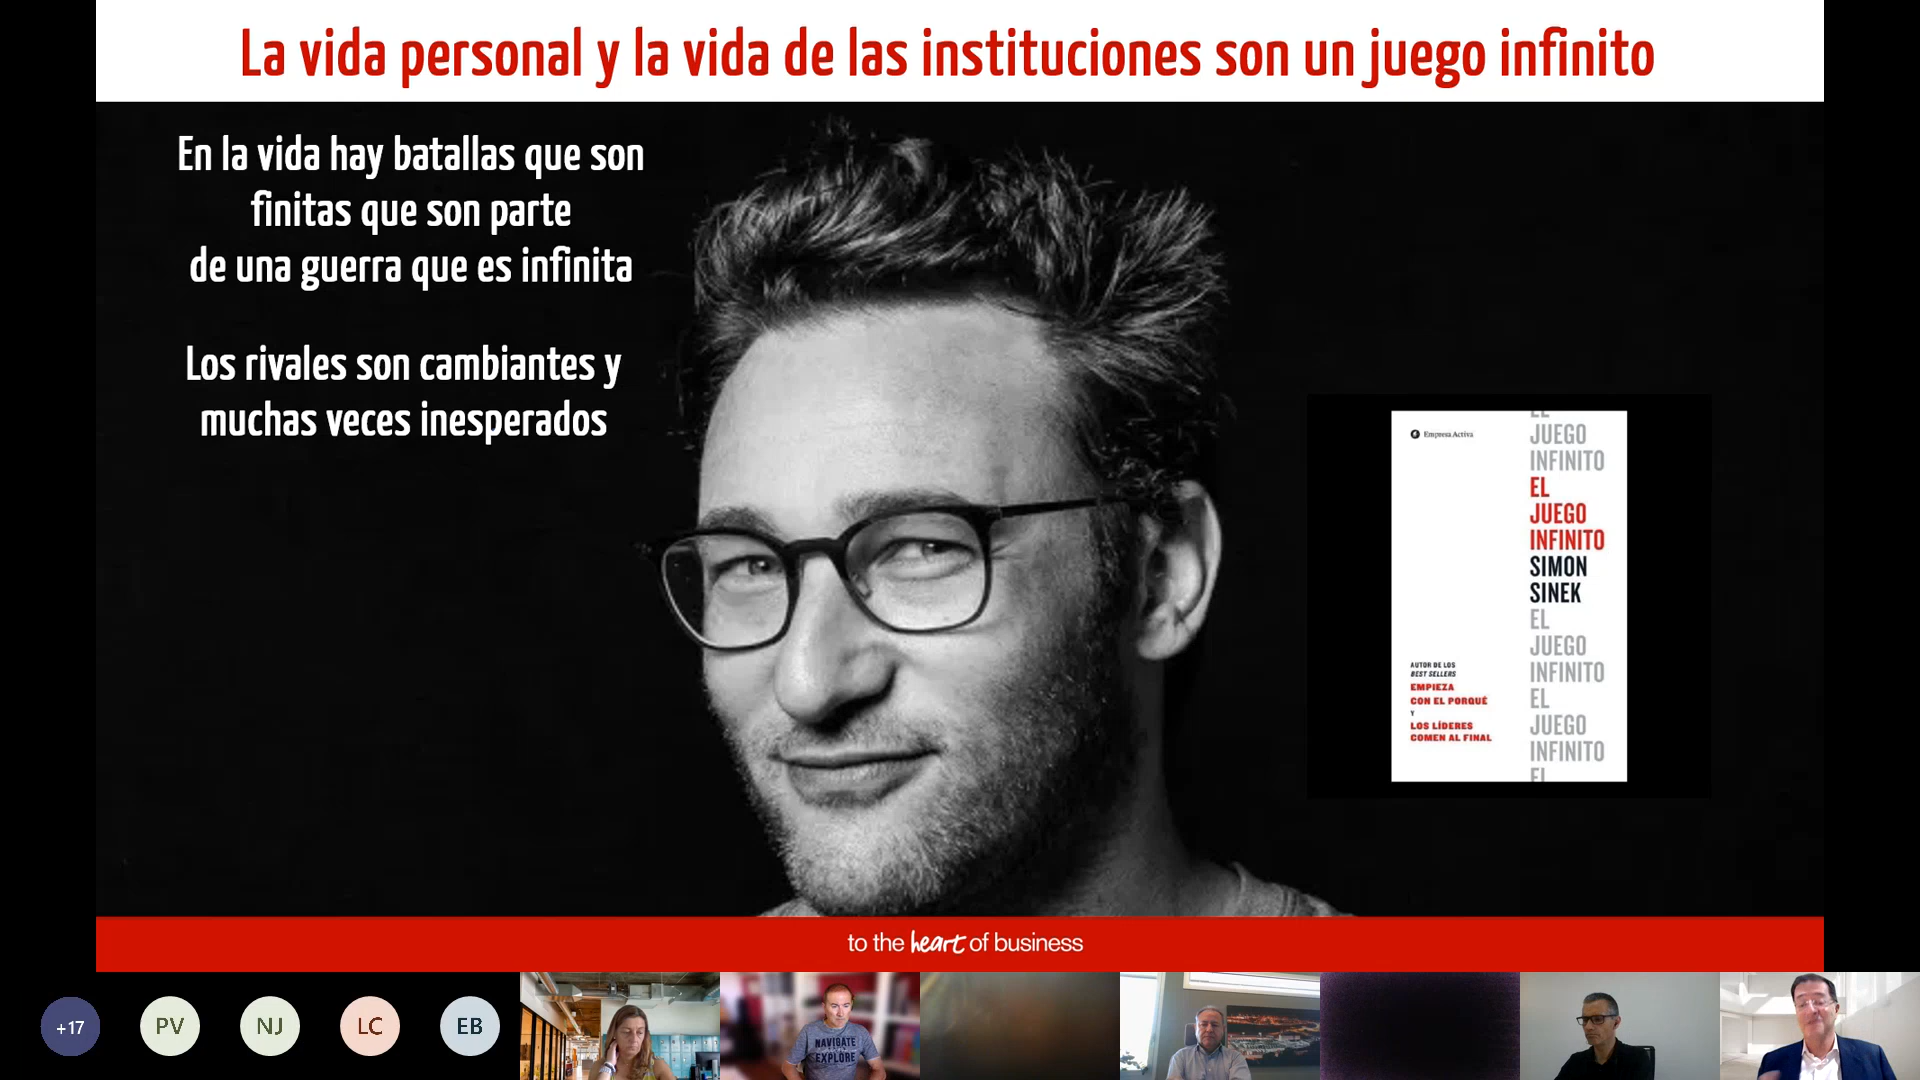 La vida personal y la vida de las instituciones son un juego infinito
En la vida hay batallas que son
finitas que son parte
de una guerra que es infinita
Los rivales son cambiantes y
muchas veces inesperados
Empresa Activa
EL
JUEGO
INFINITO
EL
JUEGO
INFINITO
SIMON
SINEK
EL
JUEGO
INFINITO
EL
JUEGO
INFINITO
EL
AUTOR DE LOS
BEST SELLERS
EMPIEZA
CON EL PORQUÉ
Y
LOS LÍDERES
COMEN AL FINAL
to the heart of business
+17
PV
NJ
LC
EB
NAVIGATE
EXPLORE